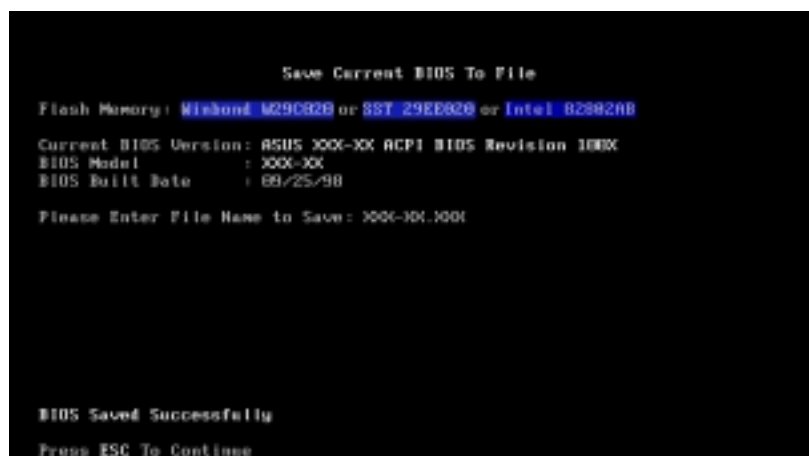 Save Current BIOS To File
Flash Memory: Winbond W29C020 or SST 29EE020 or Intel 82802AB
Current BIOS Version: ASUS XXX-XX ACPI BIOS Revision 100X
BIOS Model : XXX-XX
BIOS Built Date : 09/25/98
Please Enter File Name to Save: XXX-XX.XXX
BIOS Saved Successfully
Press ESC To Continue